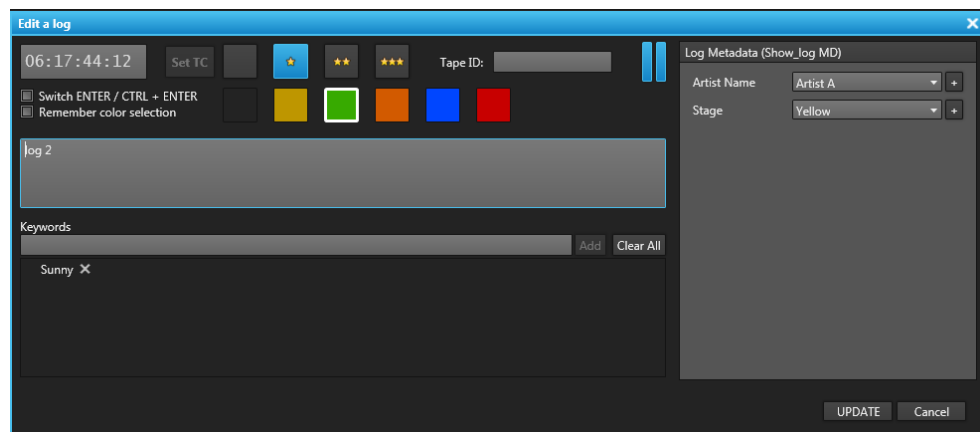 Edit a log
06:17:44:12 Set TC Tape ID:
Switch ENTER / CTRL + ENTER
Remember color selection
log 2
Keywords
Add Clear All
Sunny
Log Metadata (Show_log MD)
Artist Name Artist A +
Stage Yellow +
UPDATE Cancel